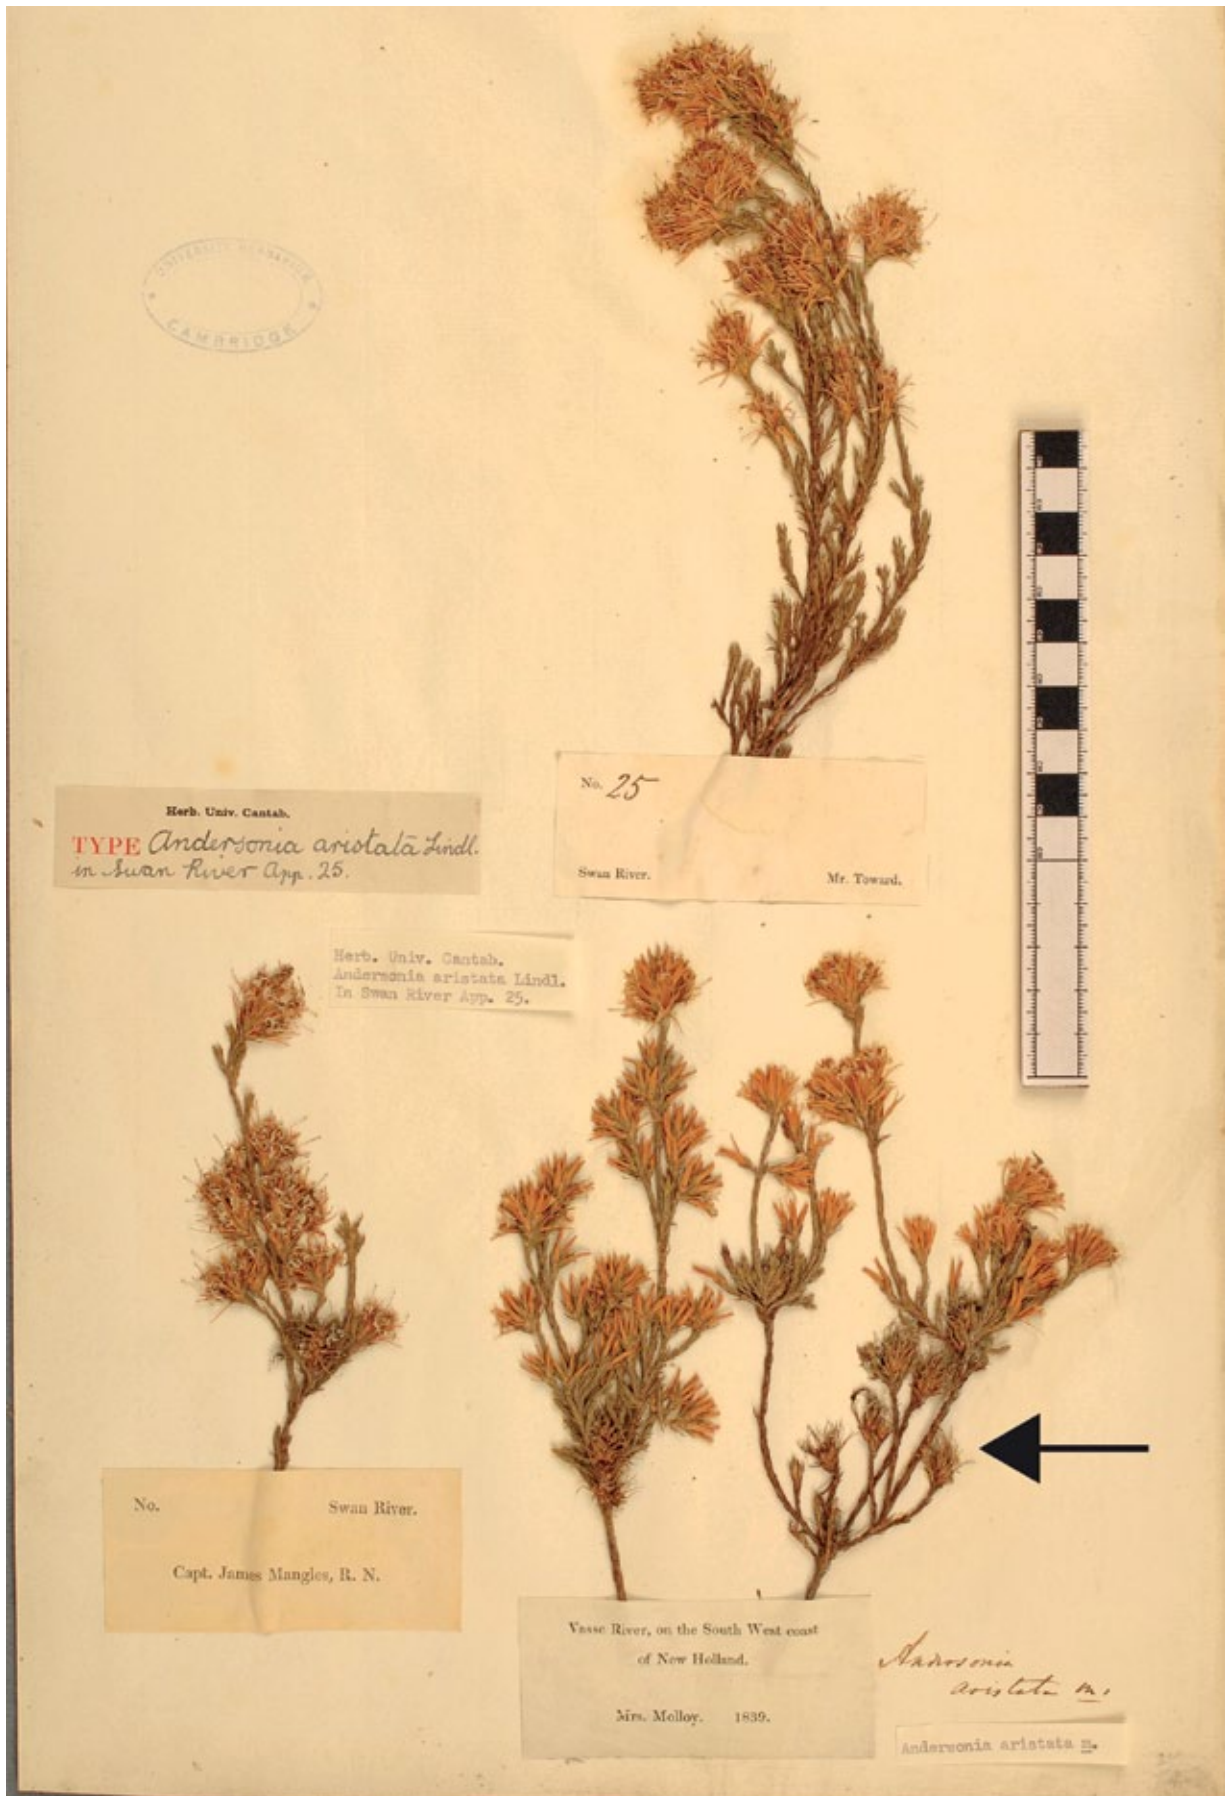 UNIVERSITY HERBARIUM
CAMBRIDGE
No. 25
Swan River. Mr. Toward.
Herb. Univ. Cantab.
TYPE Andersonia aristata Lindl.
in Swan River App. 25.
Herb. Univ. Cantab.
Andersonia aristata Lindl.
In Swan River App. 25.
No. Swan River.
Capt. James Mangles, R. N.
Vasse River, on the South West coast
of New Holland.
Mrs. Molloy. 1839.
Andersonia
aristata m.
Andersonia aristata m.